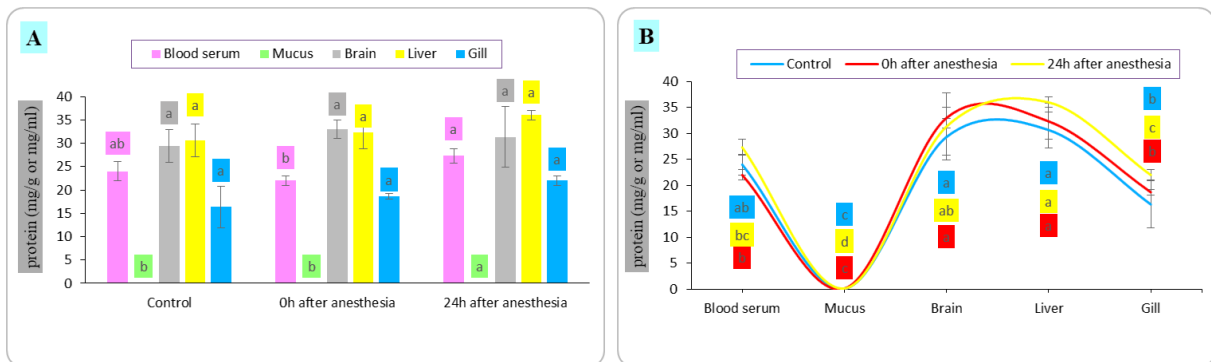 A
Blood serum Mucus Brain Liver Gill
protein (mg/g or mg/ml)
40
35
30
25
20
15
10
5
0
ab
b
a
a
a
b
b
a
a
a
a
a
a
a
a
Control 0h after anesthesia 24h after anesthesia
B
Control 0h after anesthesia 24h after anesthesia
protein (mg/g or mg/ml)
40
35
30
25
20
15
10
5
0
ab
bc
b
c
d
c
a
ab
a
a
a
a
b
c
b
Blood serum Mucus Brain Liver Gill